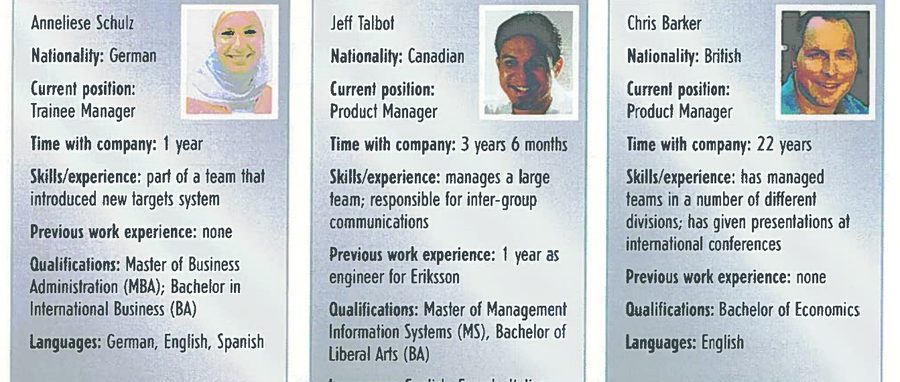 Anneliese Schulz
Nationality: German
Current position:
Trainee Manager
Time with company: 1 year
Skills/experience: part of a team that
introduced new targets system
Previous work experience: none
Qualifications: Master of Business
Administration (MBA); Bachelor in
International Business (BA)
Languages: German, English, Spanish
Jeff Talbot
Nationality: Canadian
Current position:
Product Manager
Time with company: 3 years 6 months
Skills/experience: manages a large
team; responsible for inter-group
communications
Previous work experience: 1 year as
engineer for Eriksson
Qualifications: Master of Management
Information Systems (MS), Bachelor of
Liberal Arts (BA)
Chris Barker
Nationality: British
Current position:
Product Manager
Time with company: 22 years
Skills/experience: has managed
teams in a number of different
divisions; has given presentations at
international conferences
Previous work experience: none
Qualifications: Bachelor of Economics
Languages: English